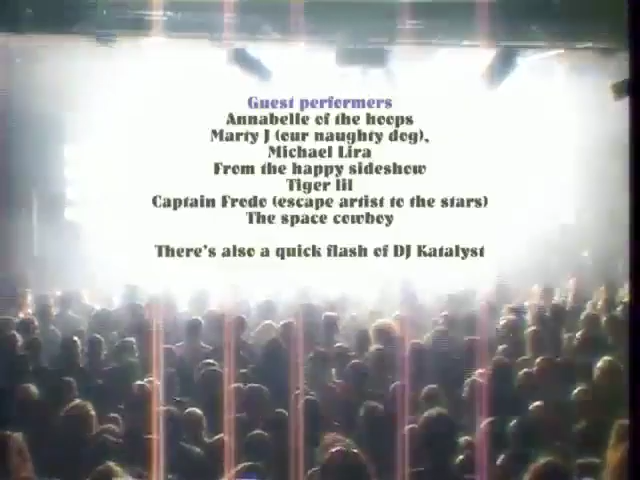 Guest performers
Annabelle of the hoops
Marty J (our naughty dog),
Michael Lira
From the happy sideshow
Tiger lil
Captain Frodo (escape artist to the stars)
The space cowboy
There's also a quick flash of DJ Katalyst